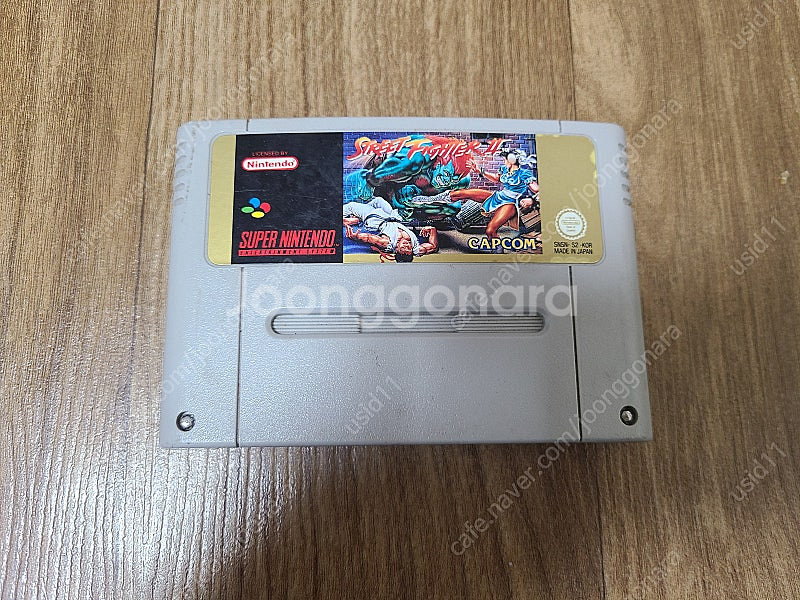 LICENSED BY
Nintendo
STREET FIGHTER II
SUPER NINTENDO
ENTERTAINMENT SYSTEM
CAPCOM
SNSN- S2 -KOR
MADE IN JAPAN
Joonggonara
cafe.naver.com/joonggonara
usid11